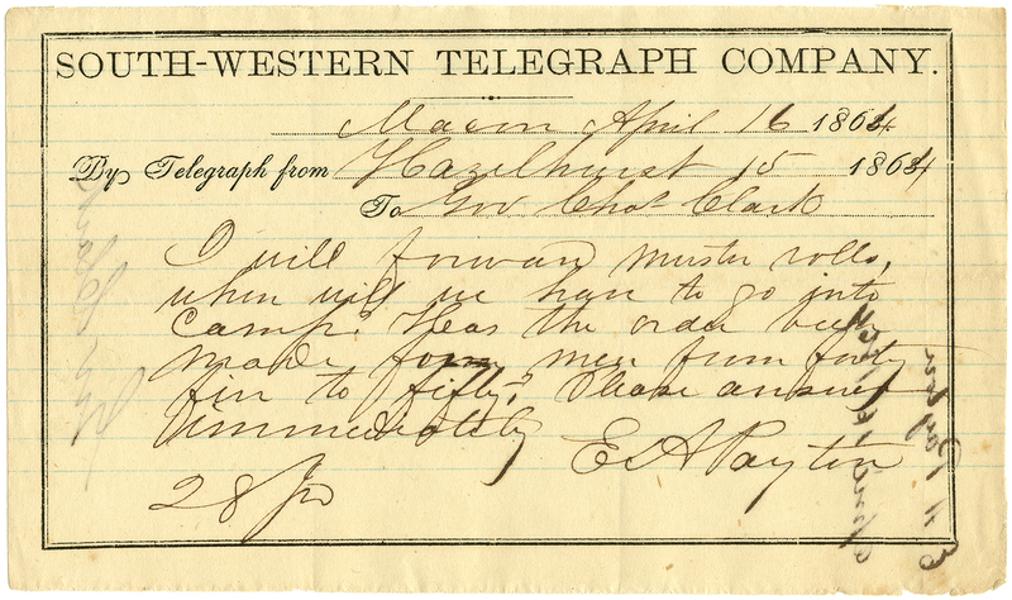 SOUTH-WESTERN TELEGRAPH COMPANY.
Macon April 16 1864
By Telegraph from Hazelhurst 15 1864
To Gov Chas Clark
I will forward muster rolls,
when will we have to go into
Camp? Has the order been
made for men from forty
five to fifty? Please answer
immediately
E A Payton
28